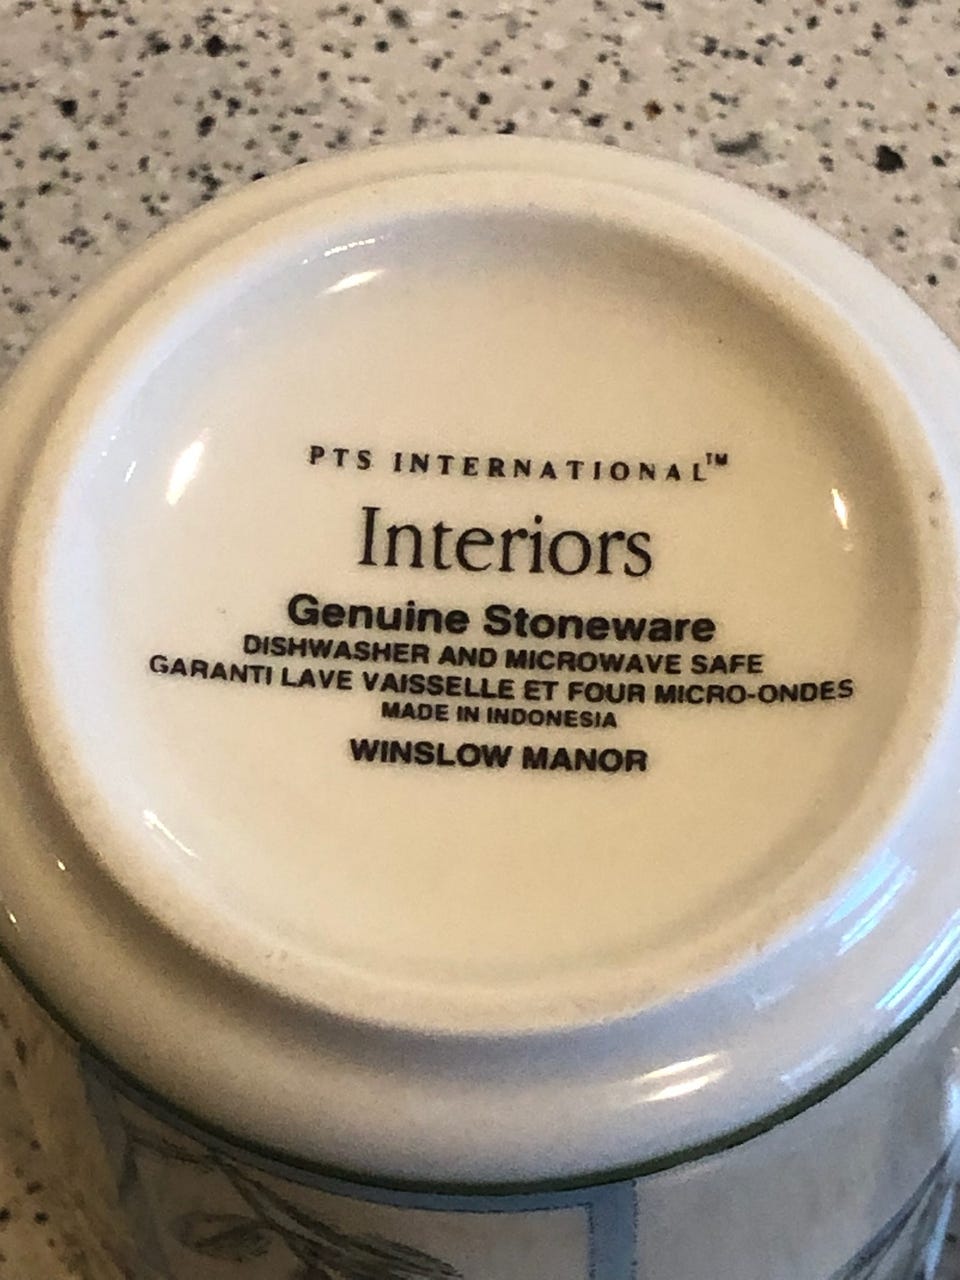 PTS INTERNATIONAL™
Interiors
Genuine Stoneware
DISHWASHER AND MICROWAVE SAFE
GARANTI LAVE VAISSELLE ET FOUR MICRO-ONDES
MADE IN INDONESIA
WINSLOW MANOR